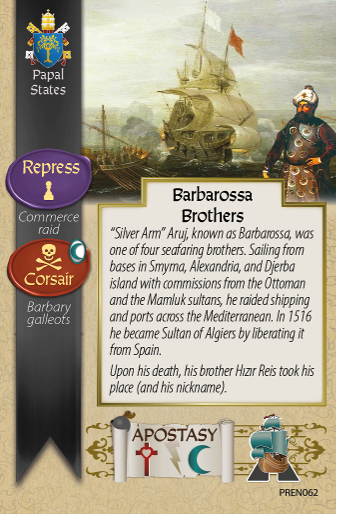 Papal
States
Repress
Commerce
raid
Corsair
Barbary
galleots
Barbarossa
Brothers
"Silver Arm" Aruj, known as Barbarossa, was
one of four seafaring brothers. Sailing from
bases in Smyrna, Alexandria, and Djerba
island with commissions from the Ottoman
and the Mamluk sultans, he raided shipping
and ports across the Mediterranean. In 1516
he became Sultan of Algiers by liberating it
from Spain.
Upon his death, his brother Hızır Reis took his
place (and his nickname).
APOSTASY
PREN062